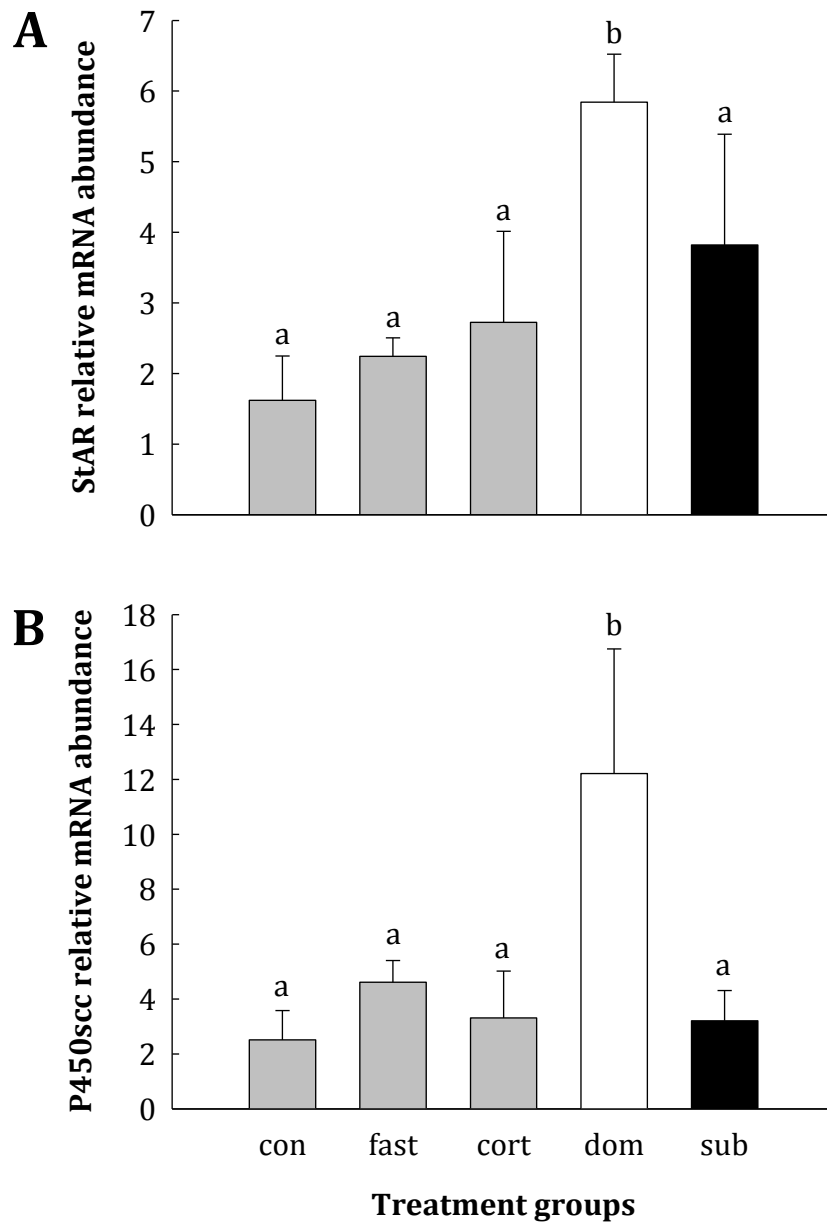 A
StAR relative mRNA abundance
7
6
5
4
3
2
1
0
a
a
a
b
a
B
P450scc relative mRNA abundance
18
16
14
12
10
8
6
4
2
0
a
a
a
b
a
con fast cort dom sub
Treatment groups